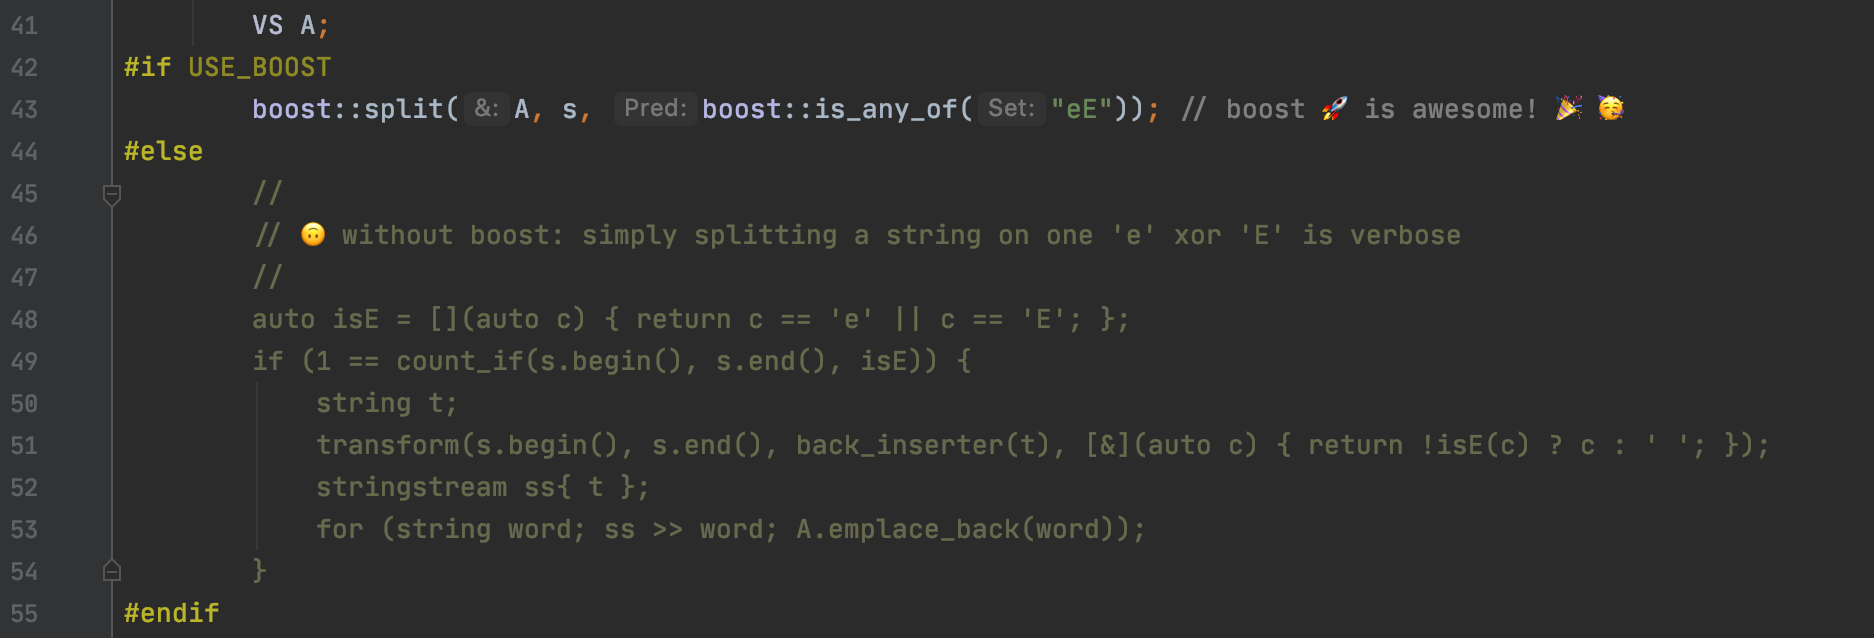 41 VS A;
42 #if USE_BOOST
43 boost::split( &: A, s, Pred: boost::is_any_of( Set: "eE")); // boost 🚀 is awesome! 🎉 🥳
44 #else
45 //
46 // 🙃 without boost: simply splitting a string on one 'e' xor 'E' is verbose
47 //
48 auto isE = [](auto c) { return c == 'e' || c == 'E'; };
49 if (1 == count_if(s.begin(), s.end(), isE)) {
50 string t;
51 transform(s.begin(), s.end(), back_inserter(t), [&](auto c) { return !isE(c) ? c : ' '; });
52 stringstream ss{ t };
53 for (string word; ss >> word; A.emplace_back(word));
54 }
55 #endif